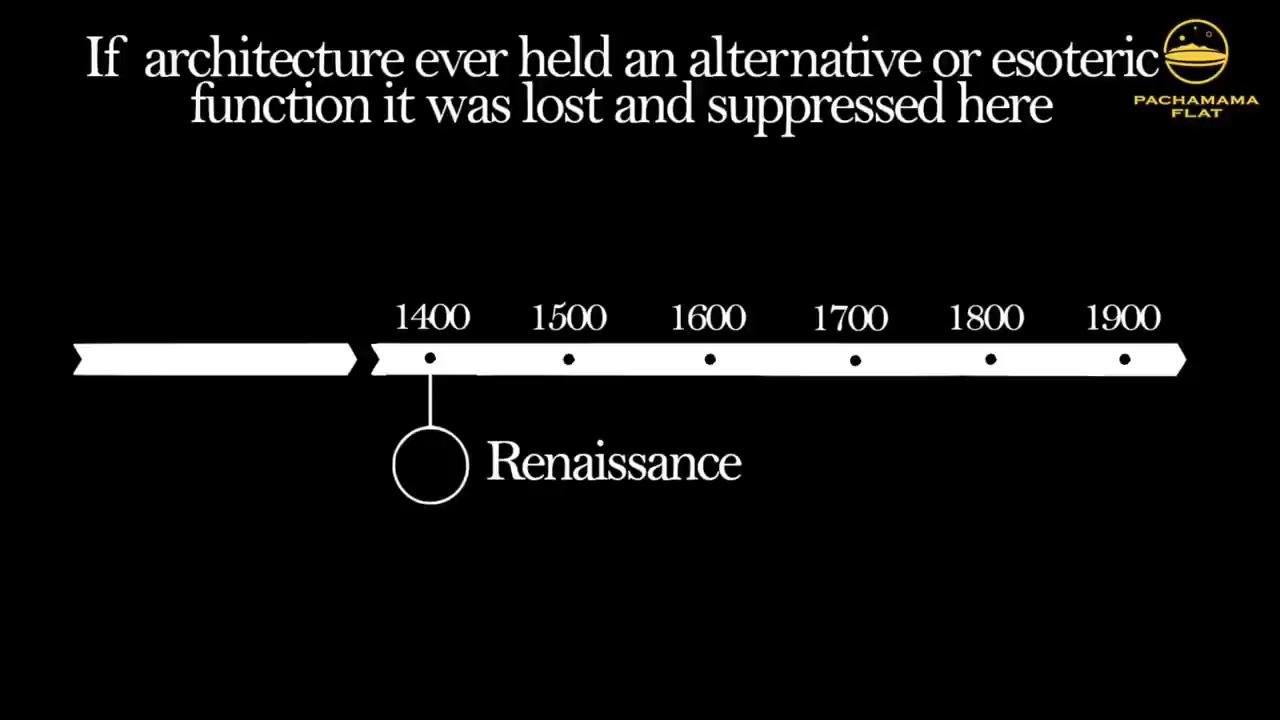 If architecture ever held an alternative or esoteric
function it was lost and suppressed here
PACHAMAMA
FLAT
1400 1500 1600 1700 1800 1900
Renaissance